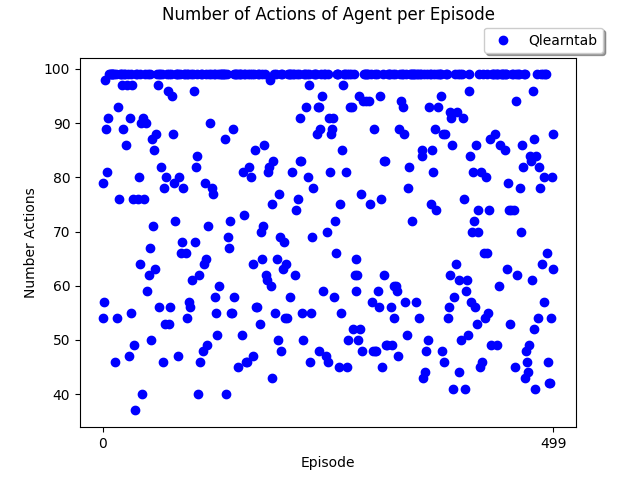 Number of Actions of Agent per Episode
Qlearntab
100
90
80
70
60
50
40
Number Actions
0
499
Episode